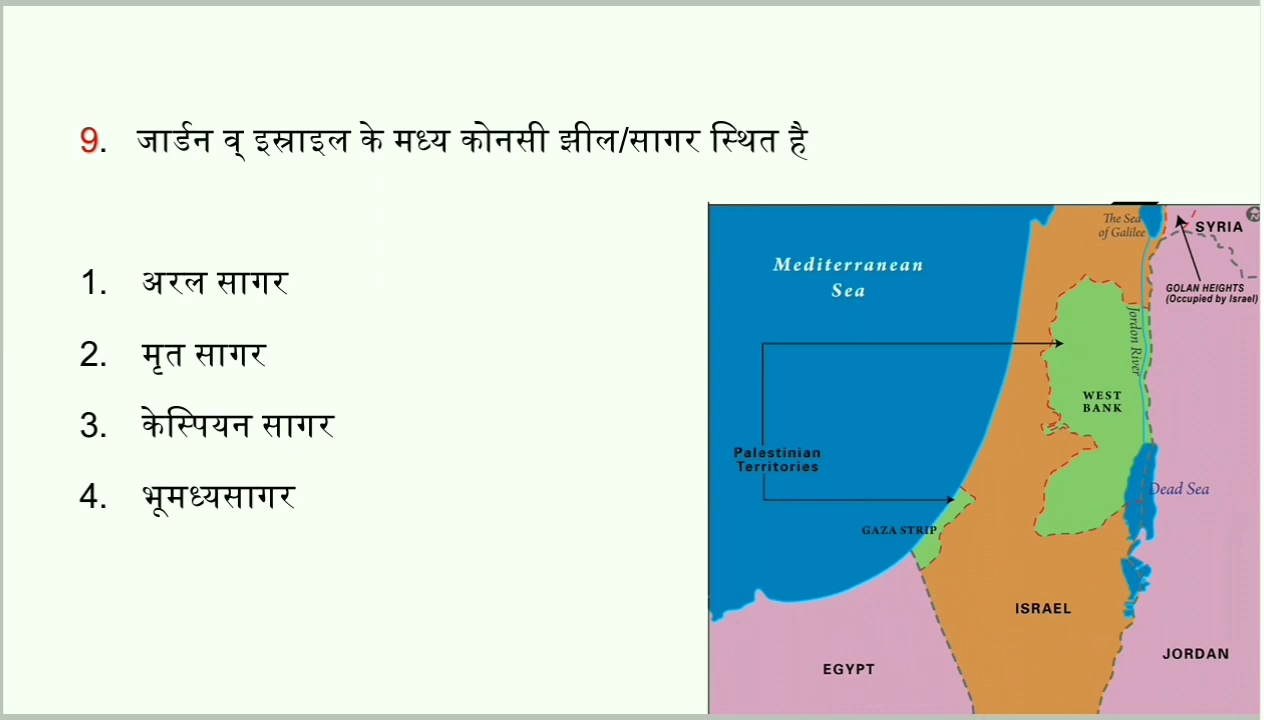 9. जार्डन व् इस्राइल के मध्य कोनसी झील/सागर स्थित है
1. अरल सागर
2. मृत सागर
3. केस्पियन सागर
4. भूमध्यसागर
The Sea
of Galilee
SYRIA
Mediterranean
Sea
GOLAN HEIGHTS
(Occupied by Israel)
Jordon River
WEST
BANK
Palestinian
Territories
Dead Sea
GAZA STRIP
ISRAEL
JORDAN
EGYPT